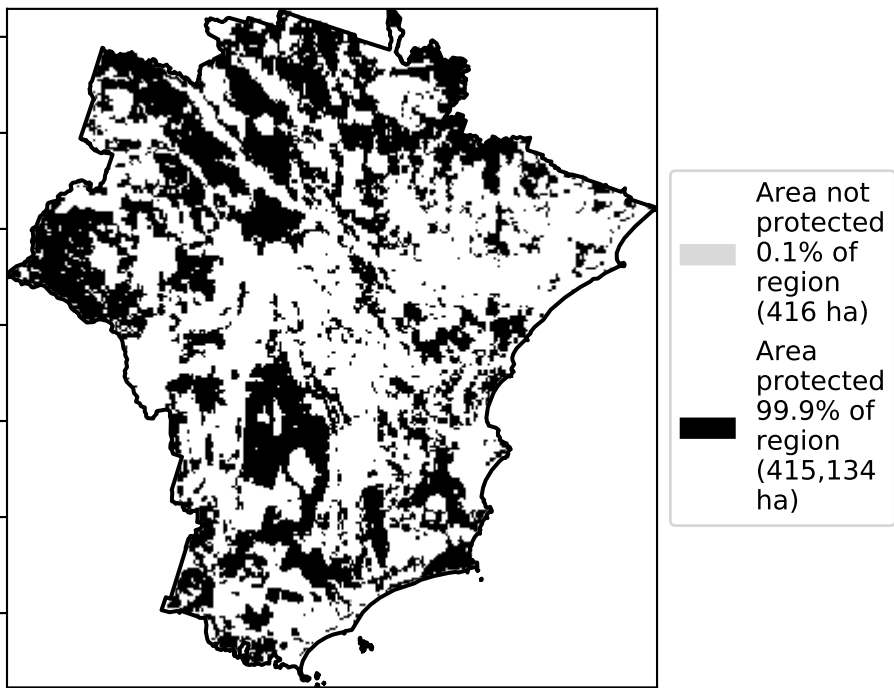 Area not
protected
0.1% of
region
(416 ha)
Area
protected
99.9% of
region
(415,134
ha)